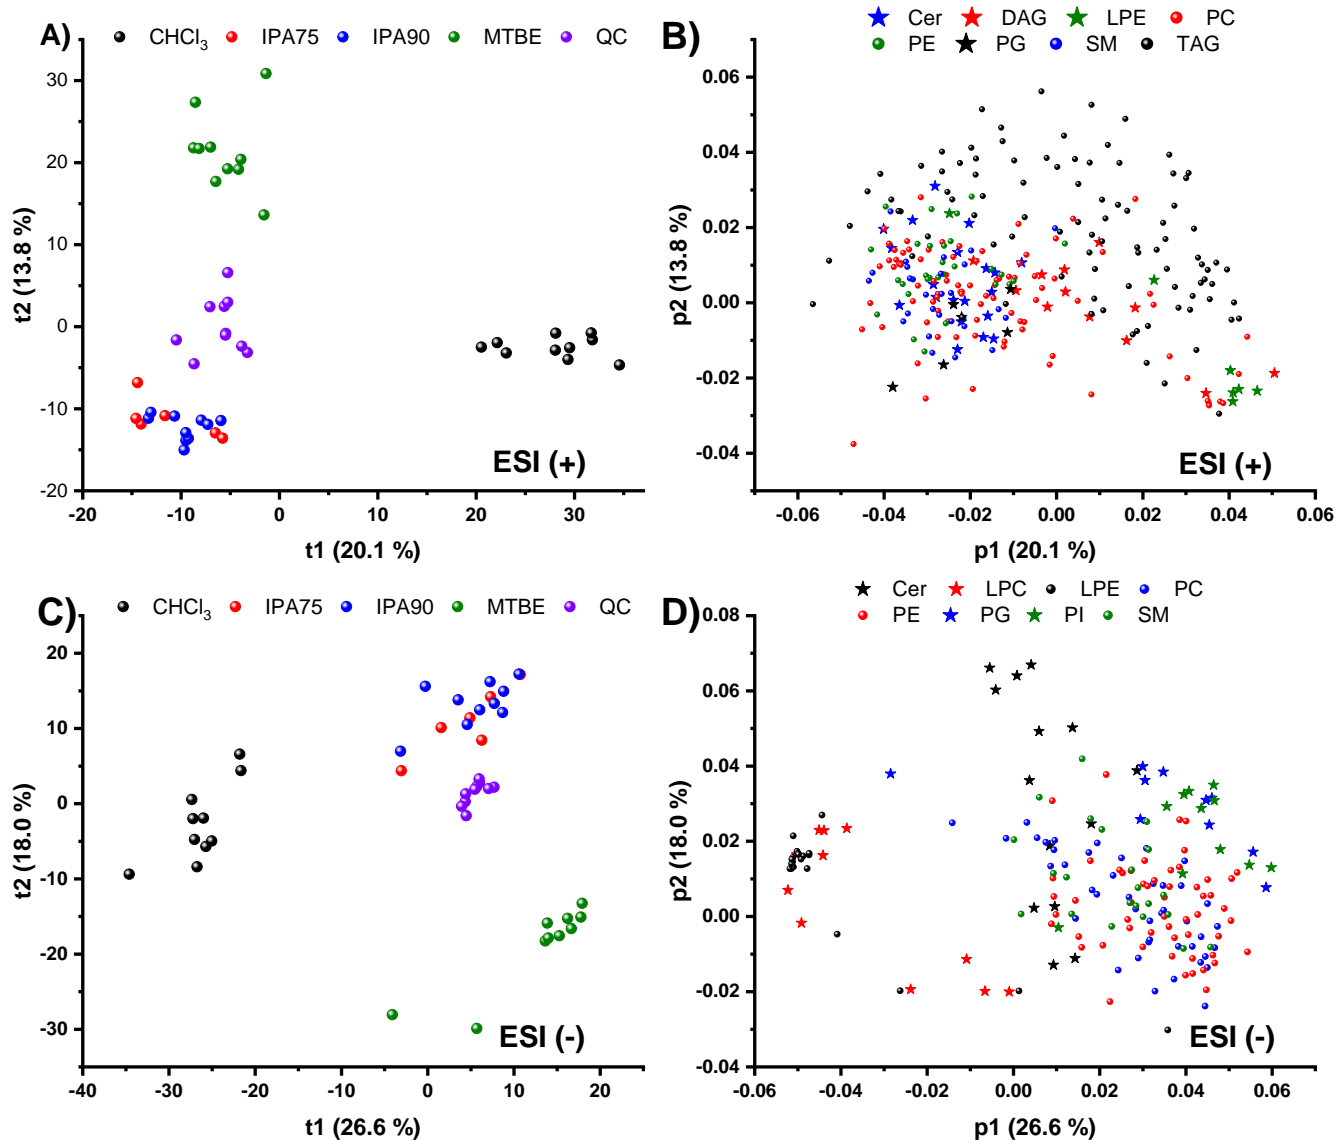 A)
CHCl3 IPA75 IPA90 MTBE QC
30
20
10
0
-10
-20
-20 -10 0 10 20 30
t2 (13.8 %)
t1 (20.1 %)
ESI (+)
B)
Cer DAG LPE PC
PE PG SM TAG
0.06
0.04
0.02
0.00
-0.02
-0.04
-0.06 -0.04 -0.02 0.00 0.02 0.04 0.06
p2 (13.8 %)
p1 (20.1 %)
ESI (+)
C)
CHCl3 IPA75 IPA90 MTBE QC
20
10
0
-10
-20
-30
-40 -30 -20 -10 0 10 20
t2 (18.0 %)
t1 (26.6 %)
ESI (-)
D)
Cer LPC LPE PC
PE PG PI SM
0.08
0.06
0.04
0.02
0.00
-0.02
-0.04
-0.06 -0.04 -0.02 0.00 0.02 0.04 0.06
p2 (18.0 %)
p1 (26.6 %)
ESI (-)